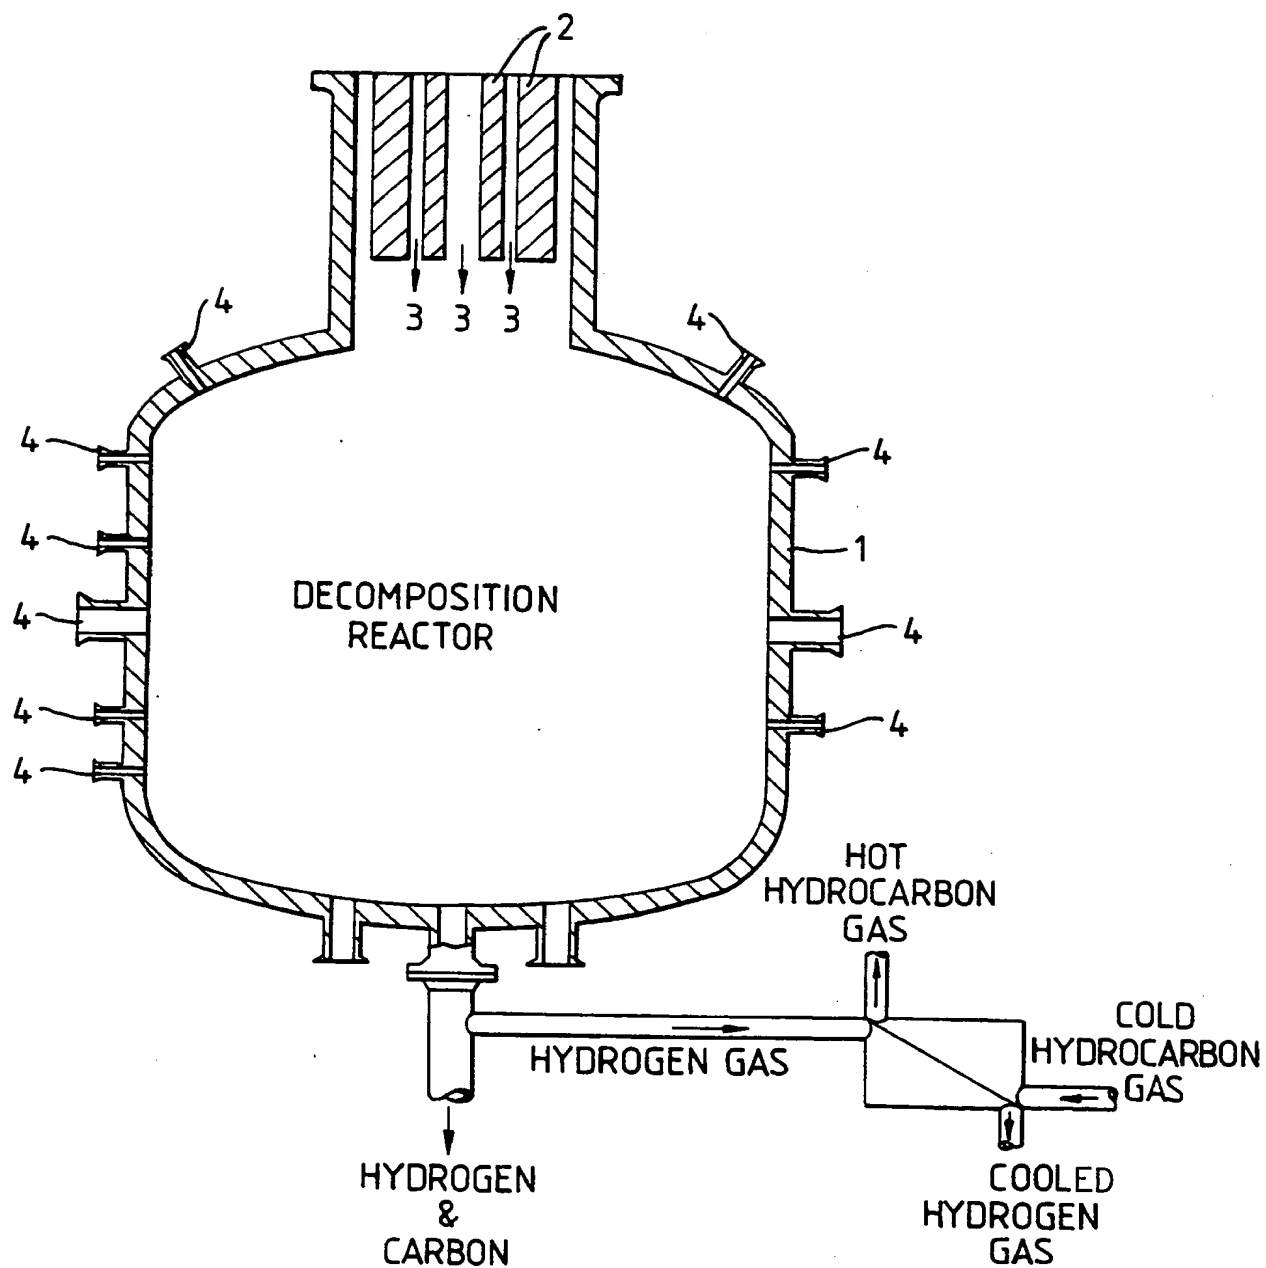 2
3 3 3
4 4
4 4
4 1
DECOMPOSITION
REACTOR
4 4
4 4
4
HOT
HYDROCARBON
GAS
COLD
HYDROCARBON
GAS
HYDROGEN GAS
HYDROGEN
&
CARBON
COOLED
HYDROGEN
GAS